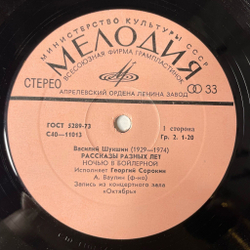 МИНИСТЕРСТВО КУЛЬТУРЫ СССР
МЕЛОДИЯ
ВСЕСОЮЗНАЯ ФИРМА ГРАМПЛАСТИНОК
СТЕРЕО
33
АПРЕЛЕВСКИЙ ОРДЕНА ЛЕНИНА ЗАВОД
ГОСТ 5289-73
С40—11013
1 сторона
Гр. 2. 1-20
Василий Шукшин (1929—1974)
РАССКАЗЫ РАЗНЫХ ЛЕТ
НОЧЬЮ В БОЙЛЕРНОЙ
Исполняет Георгий Сорокин
А. Ваулин (ф-но)
Запись из концертного зала
«Октябрь»